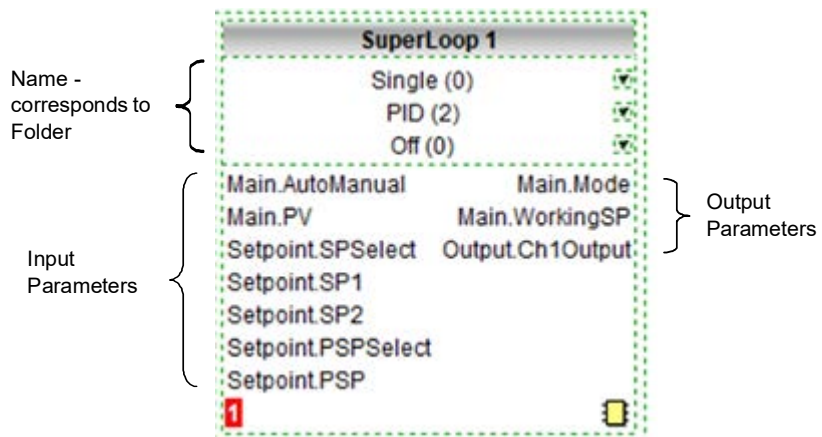 SuperLoop 1
Name -
corresponds to
Folder
Single (0)
PID (2)
Off (0)
Input
Parameters
Main.AutoManual
Main.PV
Setpoint.SPSelect
Setpoint.SP1
Setpoint.SP2
Setpoint.PSPSelect
Setpoint.PSP
Main.Mode
Main.WorkingSP
Output.Ch1Output
Output
Parameters
1